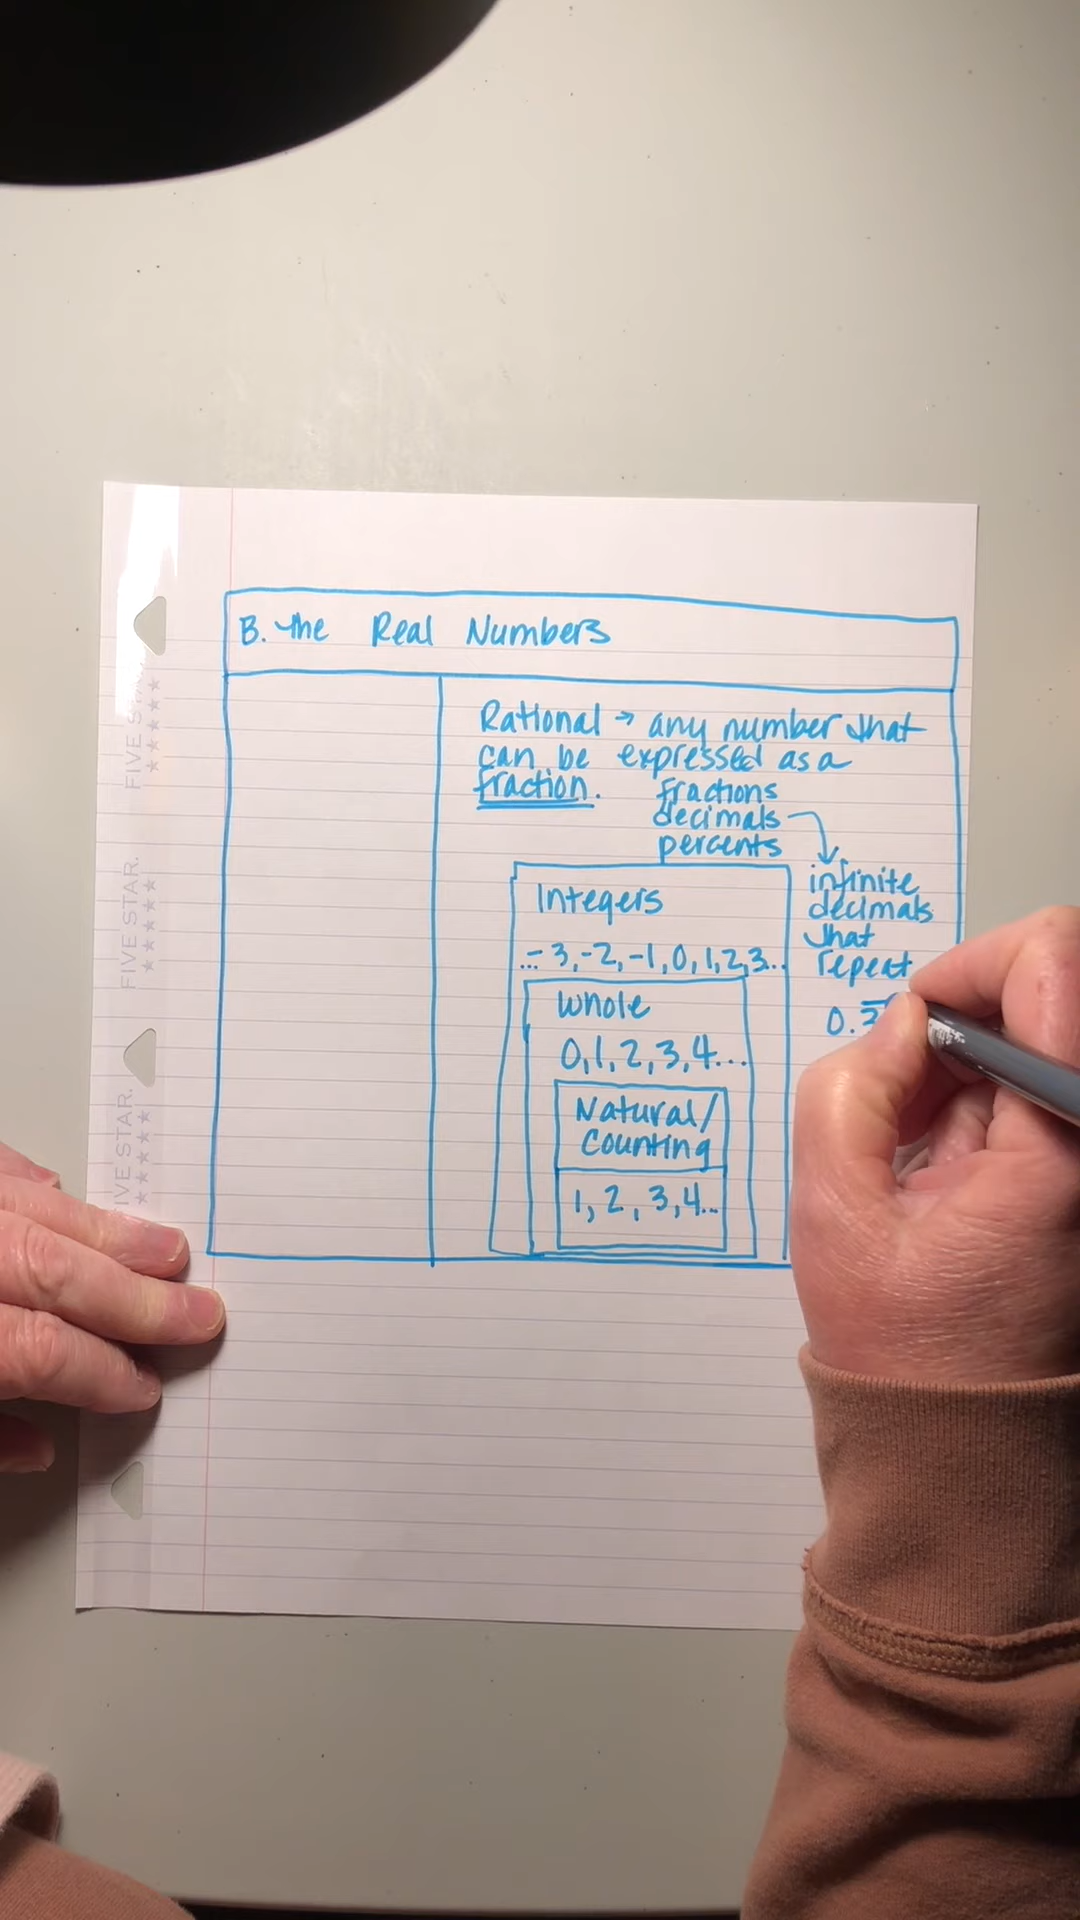 B. The Real Numbers
Rational → any number that
can be expressed as a
fraction.
fractions
decimals
percents
infinite
decimals
that
repeat
0.3
Integers
...-3,-2,-1,0,1,2,3...
Whole
0,1,2,3,4...
Natural/
Counting
1, 2, 3,4...
FIVE STAR.
FIVE STAR.
FIVE STAR.